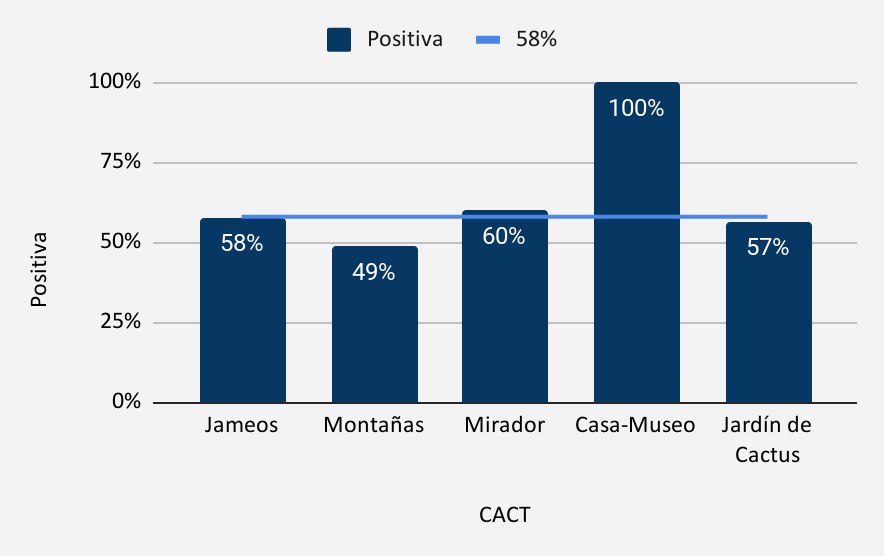 Positiva 58%
100%
75%
50%
25%
0%
Positiva
58%
49%
60%
100%
57%
Jameos Montañas Mirador Casa-Museo Jardín de
Cactus
CACT